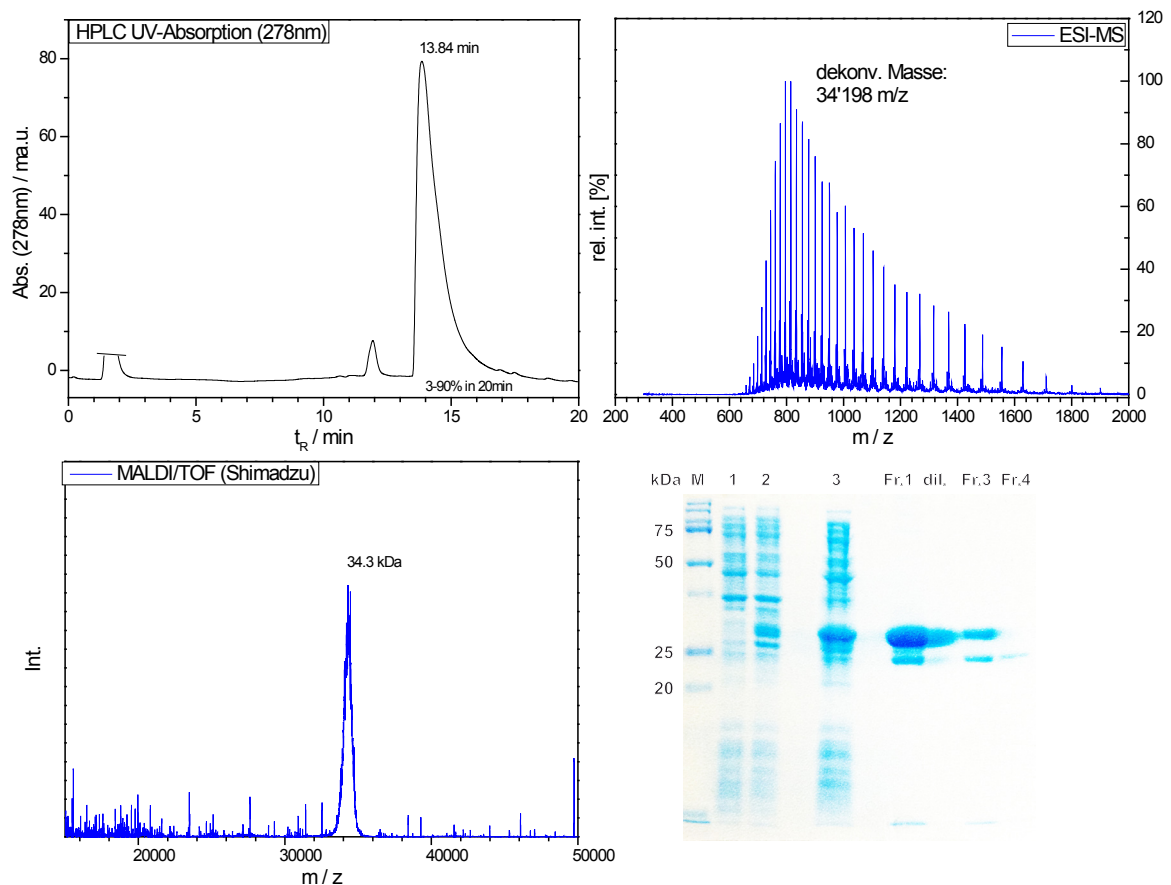 HPLC UV-Absorption (278nm)
13.84 min
80
60
40
20
0
Abs. (278nm) / ma.u.
3-90% in 20min
0 5 10 15 20
tR / min
ESI-MS
dekonv. Masse:
34'198 m/z
120
100
80
60
40
20
0
rel. int. [%]
200 400 600 800 1000 1200 1400 1600 1800 2000
m / z
MALDI/TOF (Shimadzu)
34.3 kDa
Int.
20000 30000 40000 50000
m / z
kDa M 1 2 3 Fr,1 dil, Fr,3 Fr,4
75
50
25
20